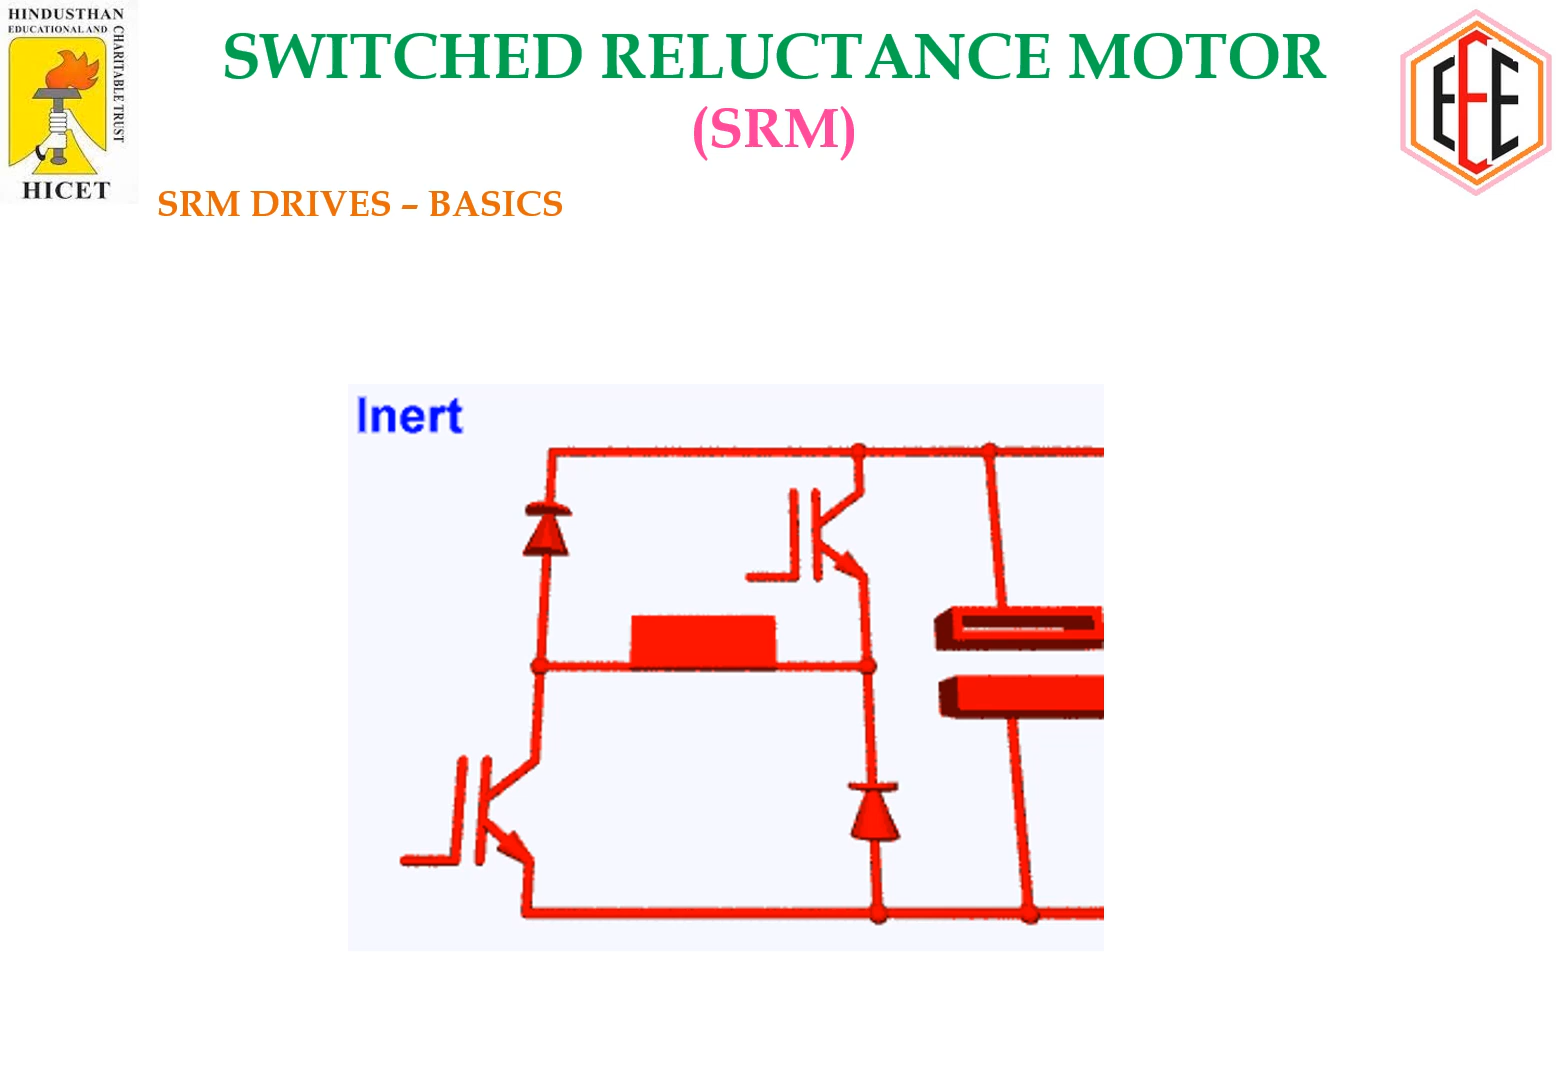 HINDUSTHAN
EDUCATIONAL AND
CHARITABLE TRUST
HICET
SWITCHED RELUCTANCE MOTOR
(SRM)
EEE
SRM DRIVES – BASICS
Inert